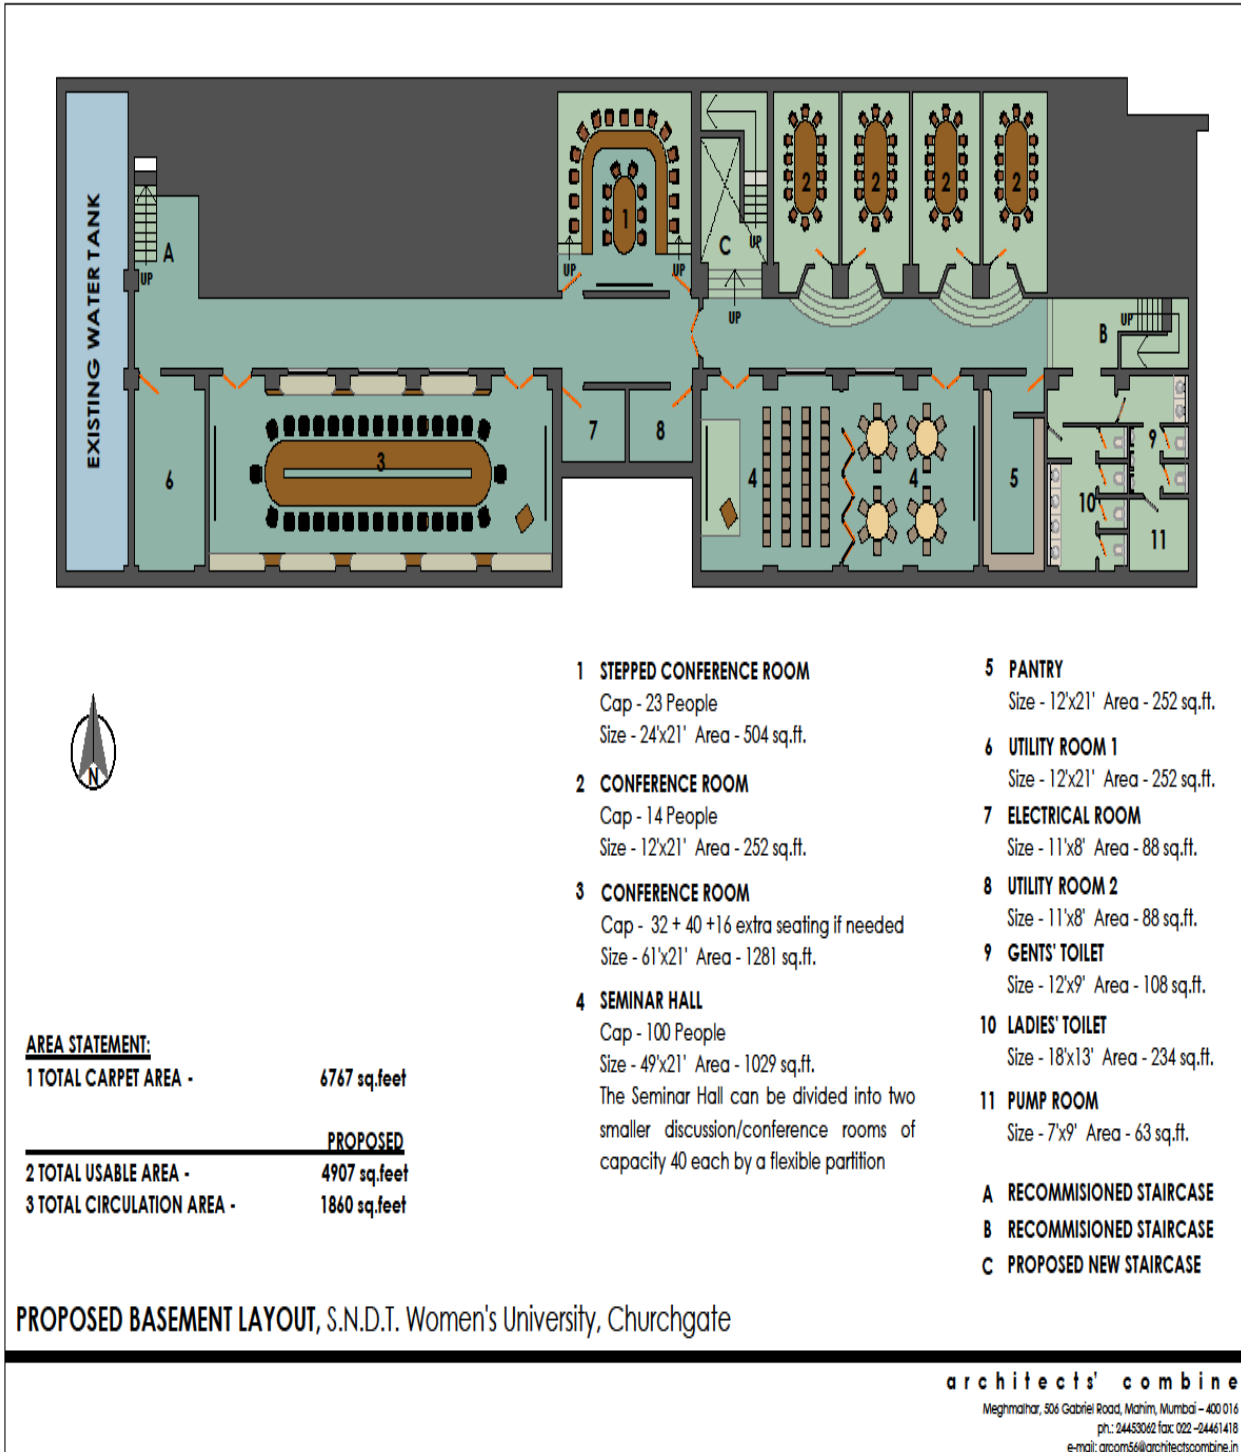 EXISTING WATER TANK
A
UP
1
UP
UP
C
UP
UP
2
2
2
2
B
UP
6
3
7
8
4
4
5
9
10
11
N
1 STEPPED CONFERENCE ROOM
Cap - 23 People
Size - 24'x21' Area - 504 sq.ft.
2 CONFERENCE ROOM
Cap - 14 People
Size - 12'x21' Area - 252 sq.ft.
3 CONFERENCE ROOM
Cap - 32 + 40 +16 extra seating if needed
Size - 61'x21' Area - 1281 sq.ft.
4 SEMINAR HALL
Cap - 100 People
Size - 49'x21' Area - 1029 sq.ft.
The Seminar Hall can be divided into two
smaller discussion/conference rooms of
capacity 40 each by a flexible partition
5 PANTRY
Size - 12'x21' Area - 252 sq.ft.
6 UTILITY ROOM 1
Size - 12'x21' Area - 252 sq.ft.
7 ELECTRICAL ROOM
Size - 11'x8' Area - 88 sq.ft.
8 UTILITY ROOM 2
Size - 11'x8' Area - 88 sq.ft.
9 GENTS' TOILET
Size - 12'x9' Area - 108 sq.ft.
10 LADIES' TOILET
Size - 18'x13' Area - 234 sq.ft.
11 PUMP ROOM
Size - 7'x9' Area - 63 sq.ft.
A RECOMMISIONED STAIRCASE
B RECOMMISIONED STAIRCASE
C PROPOSED NEW STAIRCASE
AREA STATEMENT:
1 TOTAL CARPET AREA - 6767 sq.feet
PROPOSED
2 TOTAL USABLE AREA - 4907 sq.feet
3 TOTAL CIRCULATION AREA - 1860 sq.feet
PROPOSED BASEMENT LAYOUT, S.N.D.T. Women's University, Churchgate
architects' combine
Meghmalhar, 506 Gabriel Road, Mahim, Mumbai – 400 016
ph.: 24453062 fax: 022 –24461418
e-mail: arcom56@architectscombine.in